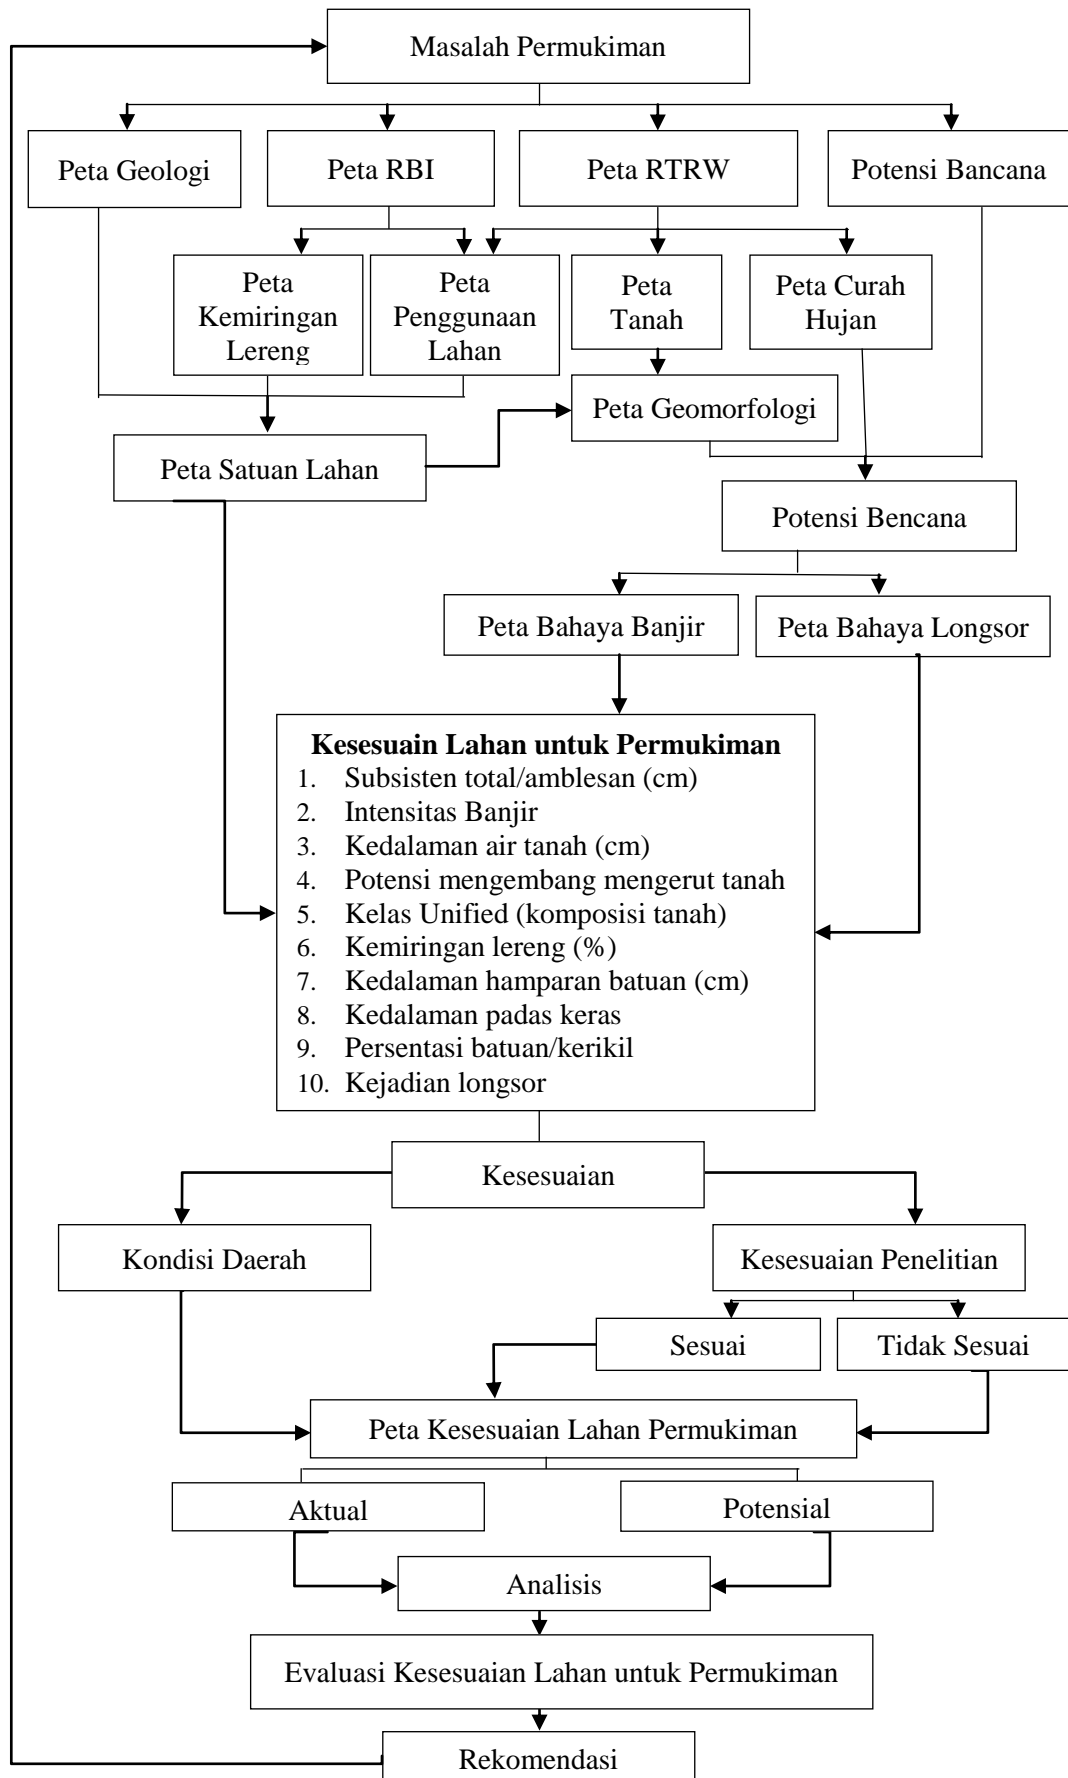 Masalah Permukiman
Peta Geologi
Peta RBI
Peta RTRW
Potensi Bancana
Peta
Kemiringan
Lereng
Peta
Penggunaan
Lahan
Peta
Tanah
Peta Curah
Hujan
Peta Geomorfologi
Peta Satuan Lahan
Potensi Bencana
Peta Bahaya Banjir
Peta Bahaya Longsor
Kesesuain Lahan untuk Permukiman
1. Subsisten total/amblesan (cm)
2. Intensitas Banjir
3. Kedalaman air tanah (cm)
4. Potensi mengembang mengerut tanah
5. Kelas Unified (komposisi tanah)
6. Kemiringan lereng (%)
7. Kedalaman hamparan batuan (cm)
8. Kedalaman padas keras
9. Persentasi batuan/kerikil
10. Kejadian longsor
Kesesuaian
Kondisi Daerah
Kesesuaian Penelitian
Sesuai
Tidak Sesuai
Peta Kesesuaian Lahan Permukiman
Aktual
Potensial
Analisis
Evaluasi Kesesuaian Lahan untuk Permukiman
Rekomendasi